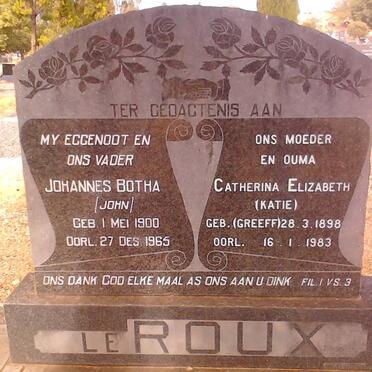 TER GEDAGTENIS AAN
MY EGGENOOT EN
ONS VADER
JOHANNES BOTHA
(JOHN)
GEB. 1 MEI 1900
OORL. 27 DES. 1965
ONS MOEDER
EN OUMA
CATHERINA ELIZABETH
(KATIE)
GEB. (GREEFF) 28.3.1898
OORL. 16.1.1983
ONS DANK GOD ELKE MAAL AS ONS AAN U DINK FIL. I VS. 3
LE ROUX